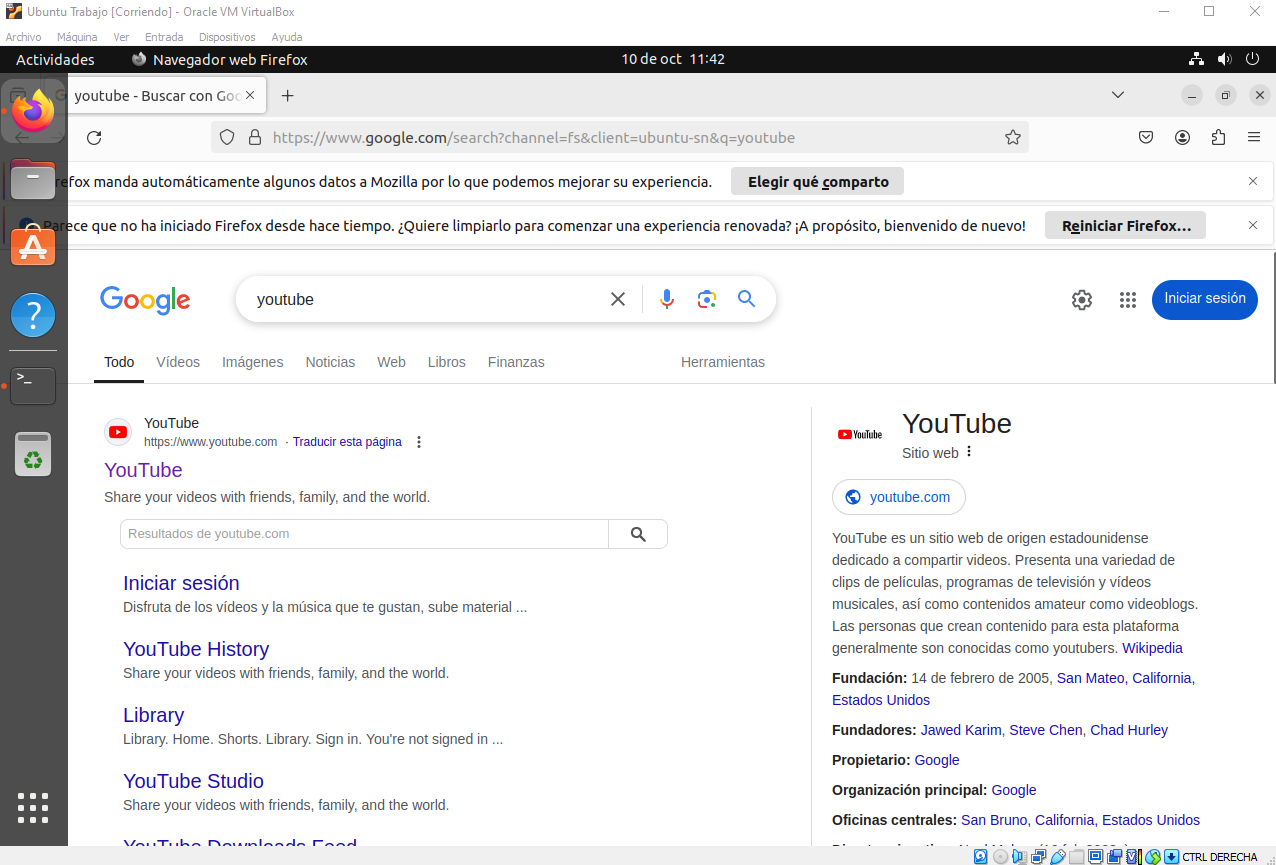 Ubuntu Trabajo [Corriendo] - Oracle VM VirtualBox
Archivo Máquina Ver Entrada Dispositivos Ayuda
Actividades Navegador web Firefox 10 de oct 11:42
youtube - Buscar con Goo
https://www.google.com/search?channel=fs&client=ubuntu-sn&q=youtube
refox manda automáticamente algunos datos a Mozilla por lo que podemos mejorar su experiencia. Elegir qué comparto
Parece que no ha iniciado Firefox desde hace tiempo. ¿Quiere limpiarlo para comenzar una experiencia renovada? ¡A propósito, bienvenido de nuevo! Reiniciar Firefox...
Google youtube Iniciar sesión
Todo Vídeos Imágenes Noticias Web Libros Finanzas Herramientas
YouTube
https://www.youtube.com · Traducir esta página
YouTube
Share your videos with friends, family, and the world.
Resultados de youtube.com
Iniciar sesión
Disfruta de los vídeos y la música que te gustan, sube material ...
YouTube History
Share your videos with friends, family, and the world.
Library
Library. Home. Shorts. Library. Sign in. You're not signed in ...
YouTube Studio
Share your videos with friends, family, and the world.
YouTube Downloads Feed
YouTube
YouTube
Sitio web
youtube.com
YouTube es un sitio web de origen estadounidense
dedicado a compartir videos. Presenta una variedad de
clips de películas, programas de televisión y vídeos
musicales, así como contenidos amateur como videoblogs.
Las personas que crean contenido para esta plataforma
generalmente son conocidas como youtubers. Wikipedia
Fundación: 14 de febrero de 2005, San Mateo, California,
Estados Unidos
Fundadores: Jawed Karim, Steve Chen, Chad Hurley
Propietario: Google
Organización principal: Google
Oficinas centrales: San Bruno, California, Estados Unidos
CTRL DERECHA